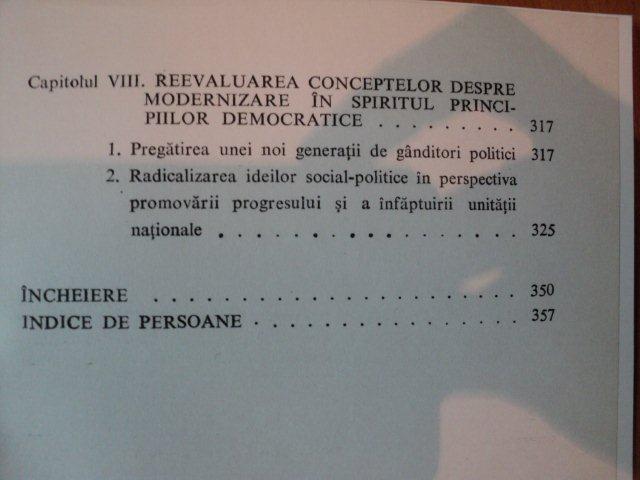 Capitolul VIII. REEVALUAREA CONCEPTELOR DESPRE
MODERNIZARE ÎN SPIRITUL PRINCI-
PIILOR DEMOCRATICE . . . . . . . . . 317
1. Pregătirea unei noi generații de gânditori politici 317
2. Radicalizarea ideilor social-politice în perspectiva
promovării progresului și a înfăptuirii unității
naționale . . . . . . . . . . . . . 325
ÎNCHEIERE . . . . . . . . . . . . . . . . . 350
INDICE DE PERSOANE . . . . . . . . . . . . . 357